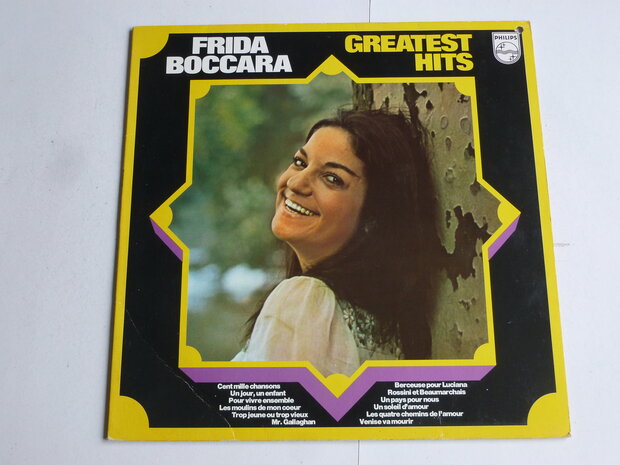 FRIDA
BOCCARA
GREATEST
HITS
PHILIPS
Cent mille chansons
Un jour, un enfant
Pour vivre ensemble
Les moulins de mon coeur
Trop jeune ou trop vieux
Mr. Gallaghan
Berceuse pour Luciana
Rossini et Beaumarchais
Un pays pour nous
Un soleil d'amour
Les quatre chemins de l'amour
Venise va mourir